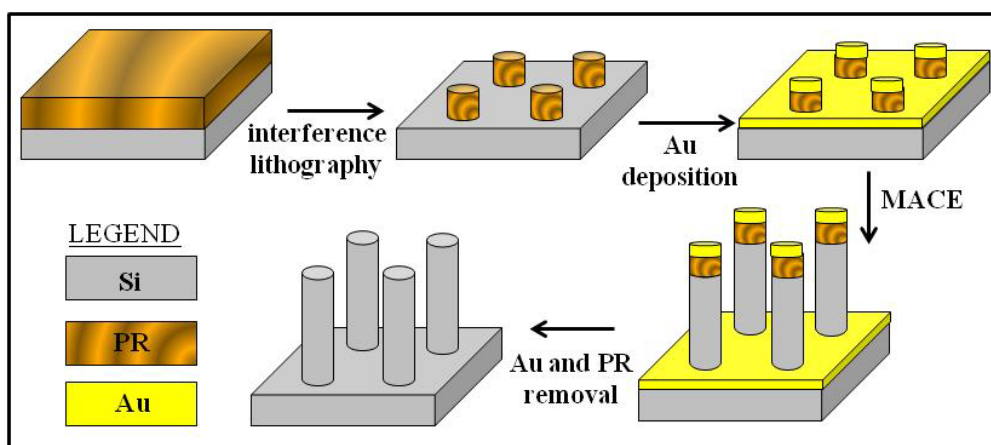 interference
lithography
Au
deposition
MACE
LEGEND
Si
PR
Au
Au and PR
removal